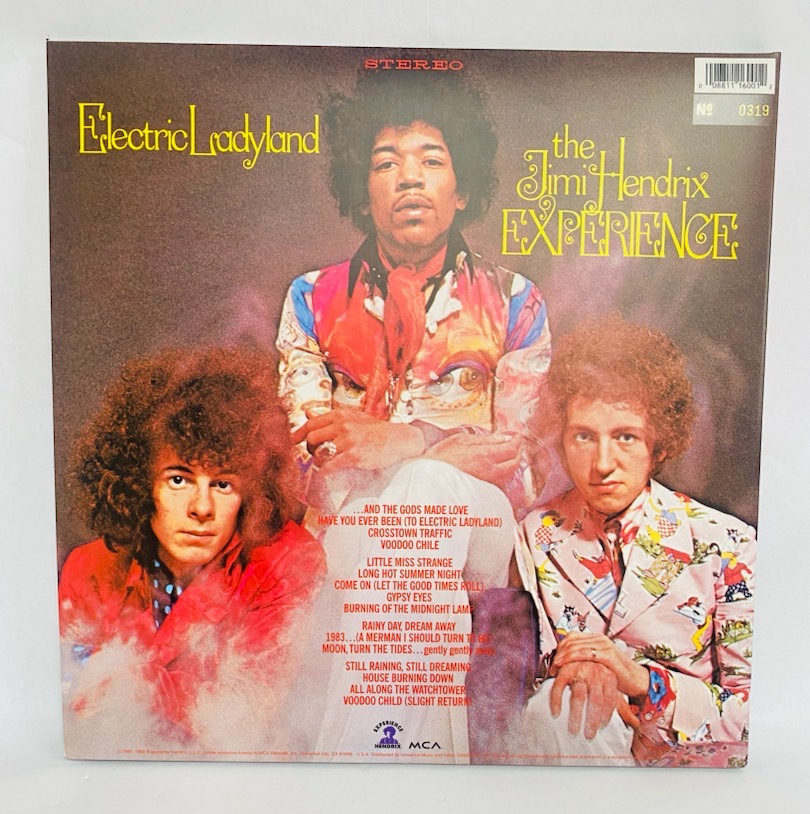 STEREO
Electric Ladyland
the
Jimi Hendrix
EXPERIENCE
0 08811 16001 2
Nº 0319
...AND THE GODS MADE LOVE
HAVE YOU EVER BEEN (TO ELECTRIC LADYLAND)
CROSSTOWN TRAFFIC
VOODOO CHILE
LITTLE MISS STRANGE
LONG HOT SUMMER NIGHT
COME ON (LET THE GOOD TIMES ROLL)
GYPSY EYES
BURNING OF THE MIDNIGHT LAMP
RAINY DAY, DREAM AWAY
1983...(A MERMAN I SHOULD TURN TO BE)
MOON, TURN THE TIDES...gently gently away
STILL RAINING, STILL DREAMING
HOUSE BURNING DOWN
ALL ALONG THE WATCHTOWER
VOODOO CHILD (SLIGHT RETURN)
EXPERIENCE
HENDRIX
MCA